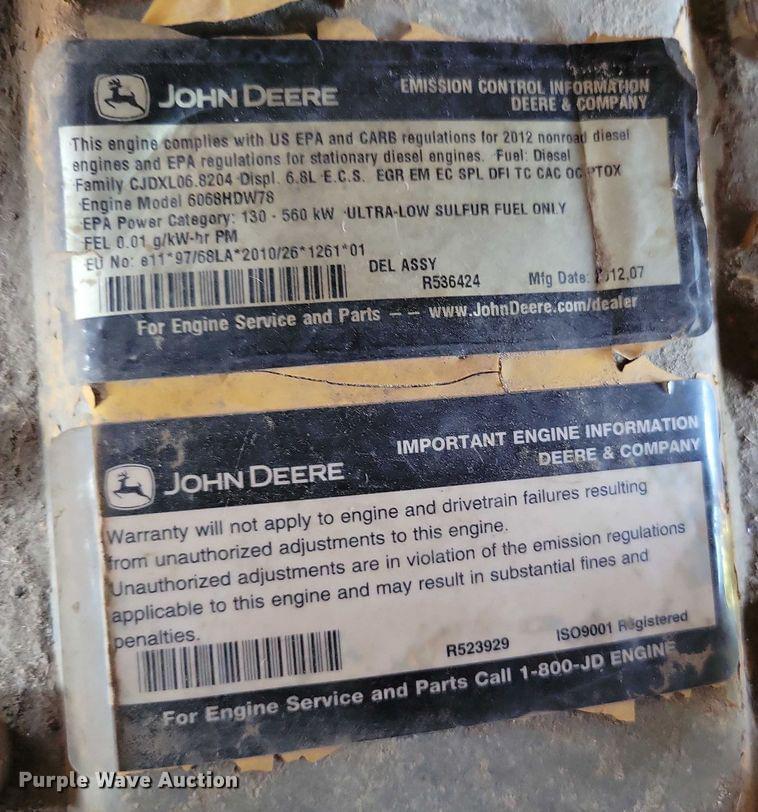 JOHN DEERE
EMISSION CONTROL INFORMATION
DEERE & COMPANY
This engine complies with US EPA and CARB regulations for 2012 nonroad diesel
engines and EPA regulations for stationary diesel engines. Fuel: Diesel
Family CJDXL06.8204 Displ. 6.8L E.C.S. EGR EM EC SPL DFI TC CAC OC PTOX
Engine Model 6068HDW78
EPA Power Category: 130 - 560 kW ULTRA-LOW SULFUR FUEL ONLY
FEL 0.01 g/kW-hr PM
EU No: e11*97/68LA*2010/26*1261*01
DEL ASSY
R536424 Mfg Date: 2012,07
For Engine Service and Parts -- www.JohnDeere.com/dealer
JOHN DEERE
IMPORTANT ENGINE INFORMATION
DEERE & COMPANY
Warranty will not apply to engine and drivetrain failures resulting
from unauthorized adjustments to this engine.
Unauthorized adjustments are in violation of the emission regulations
applicable to this engine and may result in substantial fines and
penalties.
R523929 ISO9001 Registered
For Engine Service and Parts Call 1-800-JD ENGINE
Purple Wave Auction